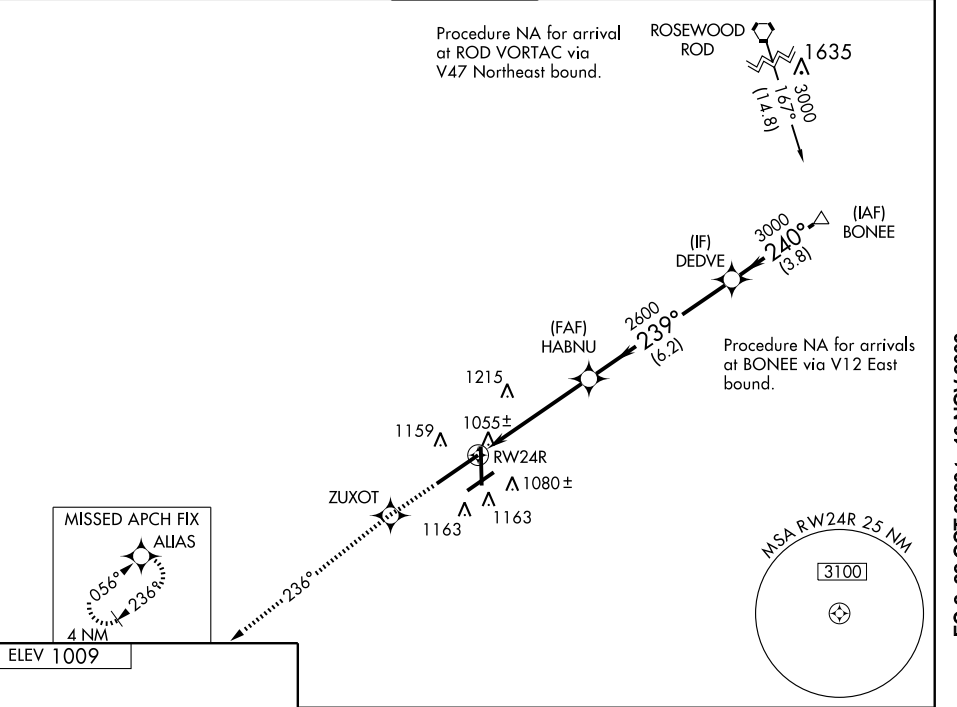 Procedure NA for arrival
at ROD VORTAC via
V47 Northeast bound.
ROSEWOOD
ROD
1635
3000
167°
(14.8)
(IAF)
BONEE
3000
240°
(3.8)
(IF)
DEDVE
2600
239°
(6.2)
(FAF)
HABNU
Procedure NA for arrivals
at BONEE via V12 East
bound.
1215
1159
1055±
RW24R
1080±
1163
1163
ZUXOT
236°
MISSED APCH FIX
ALIAS
056°
236°
4 NM
ELEV 1009
MSA RW24R 25 NM
3100